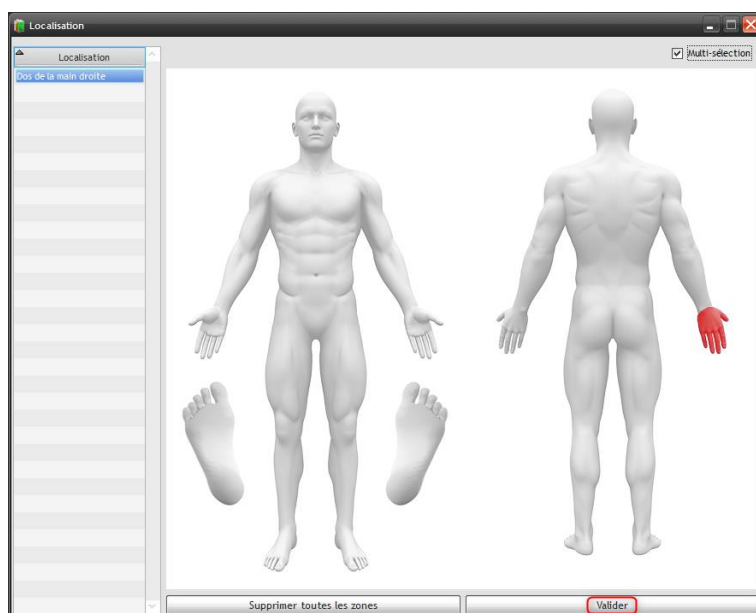 Localisation
Multi-sélection
Localisation
Dos de la main droite
Supprimer toutes les zones
Valider